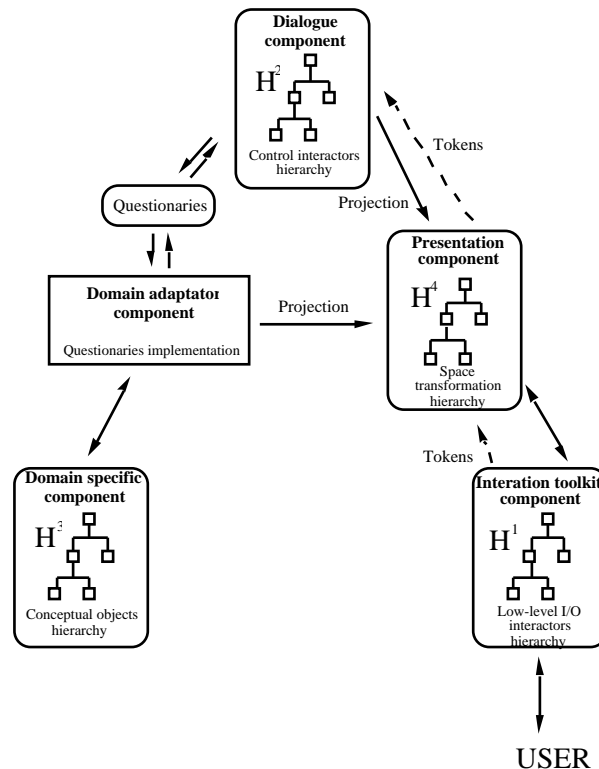 Dialogue
component
H2
Control interactors
hierarchy
Tokens
Projection
Questionaries
Presentation
component
H4
Space
transformation
hierarchy
Domain adaptator
component
Questionaries implementation
Projection
Tokens
Domain specific
component
H3
Conceptual objects
hierarchy
Interation toolkit
component
H1
Low-level I/O
interactors
hierarchy
USER